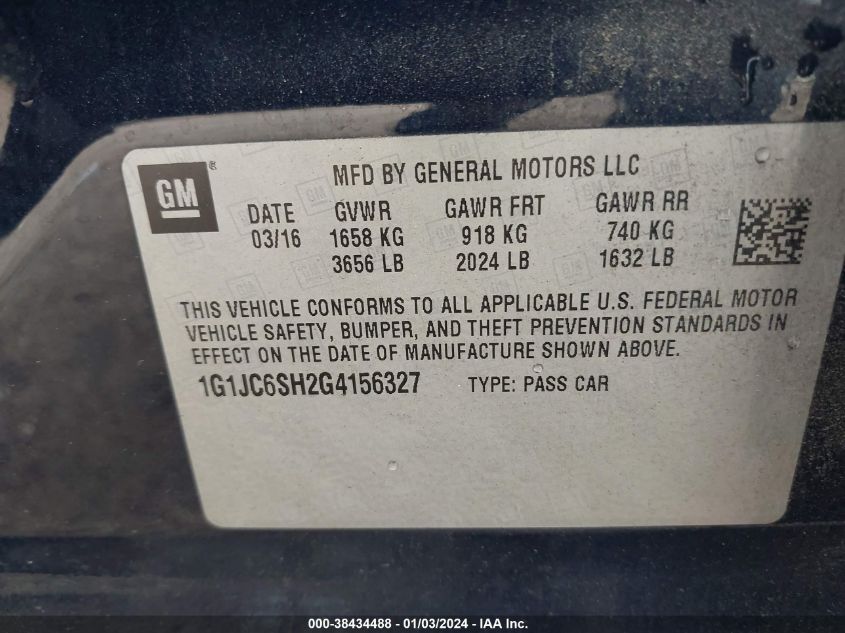 GM ®
MFD BY GENERAL MOTORS LLC
DATE GVWR GAWR FRT GAWR RR
03/16 1658 KG 918 KG 740 KG
3656 LB 2024 LB 1632 LB
THIS VEHICLE CONFORMS TO ALL APPLICABLE U.S. FEDERAL MOTOR
VEHICLE SAFETY, BUMPER, AND THEFT PREVENTION STANDARDS IN
EFFECT ON THE DATE OF MANUFACTURE SHOWN ABOVE.
1G1JC6SH2G4156327 TYPE: PASS CAR
000-38434488 - 01/03/2024 - IAA Inc.